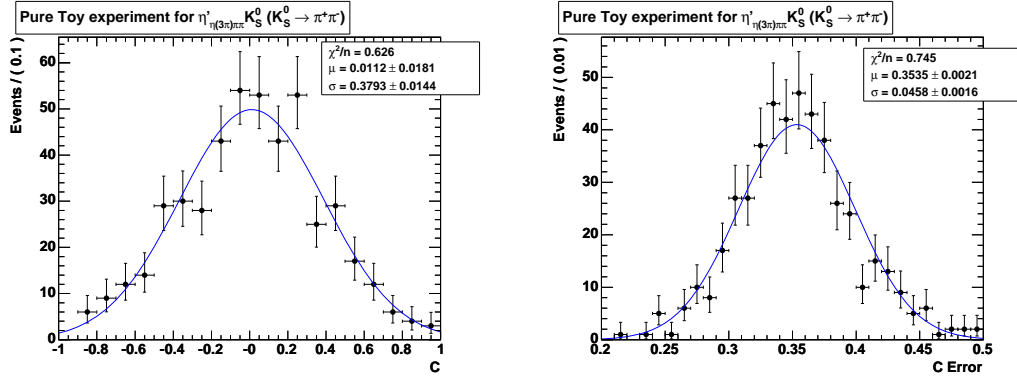 Pure Toy experiment for η'η(3π)ππK⁰S (K⁰S → π⁺π⁻)
χ²/n = 0.626
μ = 0.0112 ± 0.0181
σ = 0.3793 ± 0.0144
Events / ( 0.1 )
60
50
40
30
20
10
0
-1 -0.8 -0.6 -0.4 -0.2 -0 0.2 0.4 0.6 0.8 1
C
Pure Toy experiment for η'η(3π)ππK⁰S (K⁰S → π⁺π⁻)
χ²/n = 0.745
μ = 0.3535 ± 0.0021
σ = 0.0458 ± 0.0016
Events / ( 0.01 )
50
40
30
20
10
0
0.2 0.25 0.3 0.35 0.4 0.45 0.5
C Error